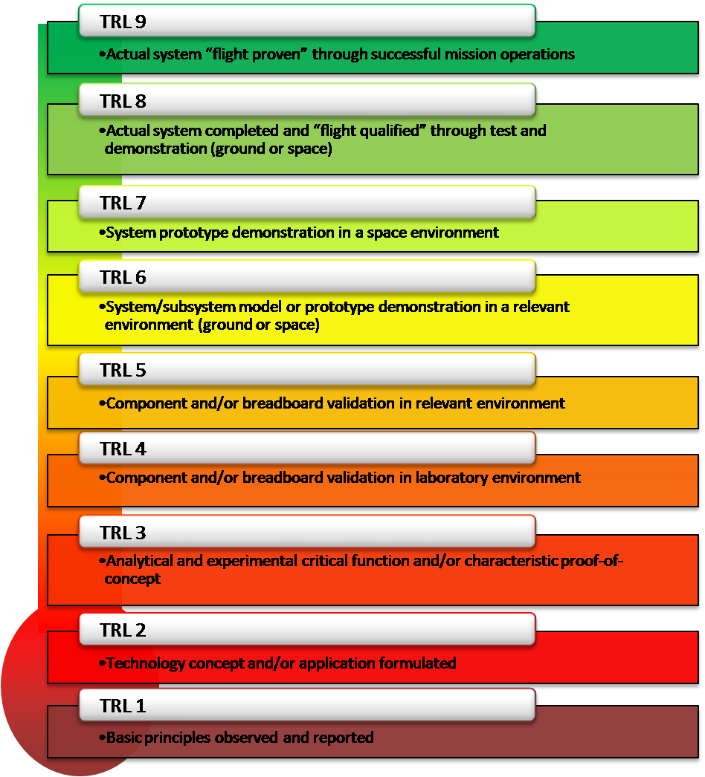 TRL 9
•Actual system “flight proven” through successful mission operations
TRL 8
•Actual system completed and “flight qualified” through test and
demonstration (ground or space)
TRL 7
•System prototype demonstration in a space environment
TRL 6
•System/subsystem model or prototype demonstration in a relevant
environment (ground or space)
TRL 5
•Component and/or breadboard validation in relevant environment
TRL 4
•Component and/or breadboard validation in laboratory environment
TRL 3
•Analytical and experimental critical function and/or characteristic proof-of-
concept
TRL 2
•Technology concept and/or application formulated
TRL 1
•Basic principles observed and reported